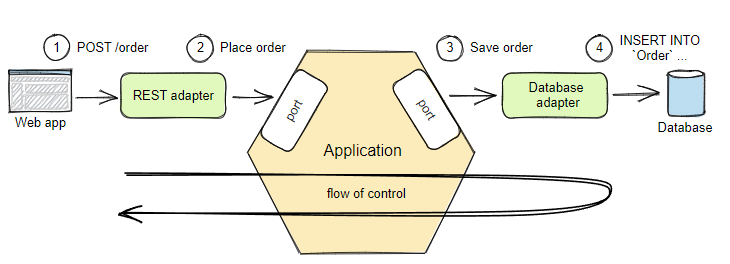 1 POST /order
2 Place order
3 Save order
4 INSERT INTO
`Order` ...
Web app
REST adapter
port
port
Database
adapter
Database
Application
flow of control